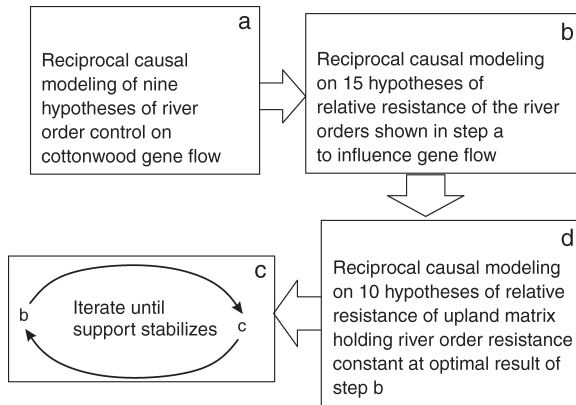 a
Reciprocal causal
modeling of nine
hypotheses of river
order control on
cottonwood gene flow
b
Reciprocal causal modeling
on 15 hypotheses of
relative resistance of the river
orders shown in step a
to influence gene flow
d
Reciprocal causal modeling
on 10 hypotheses of relative
resistance of upland matrix
holding river order resistance
constant at optimal result of
step b
c
b
Iterate until
support stabilizes
c